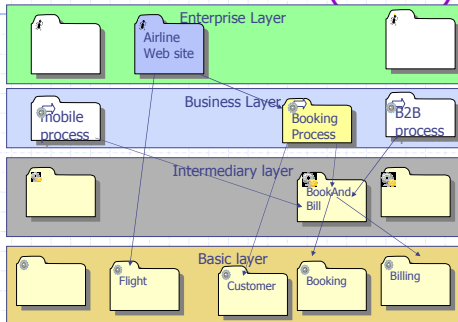 Enterprise Layer
Airline
Web site
Business Layer
mobile
process
Booking
Process
B2B
process
Intermediary layer
BookAnd
Bill
Basic layer
Flight
Customer
Booking
Billing